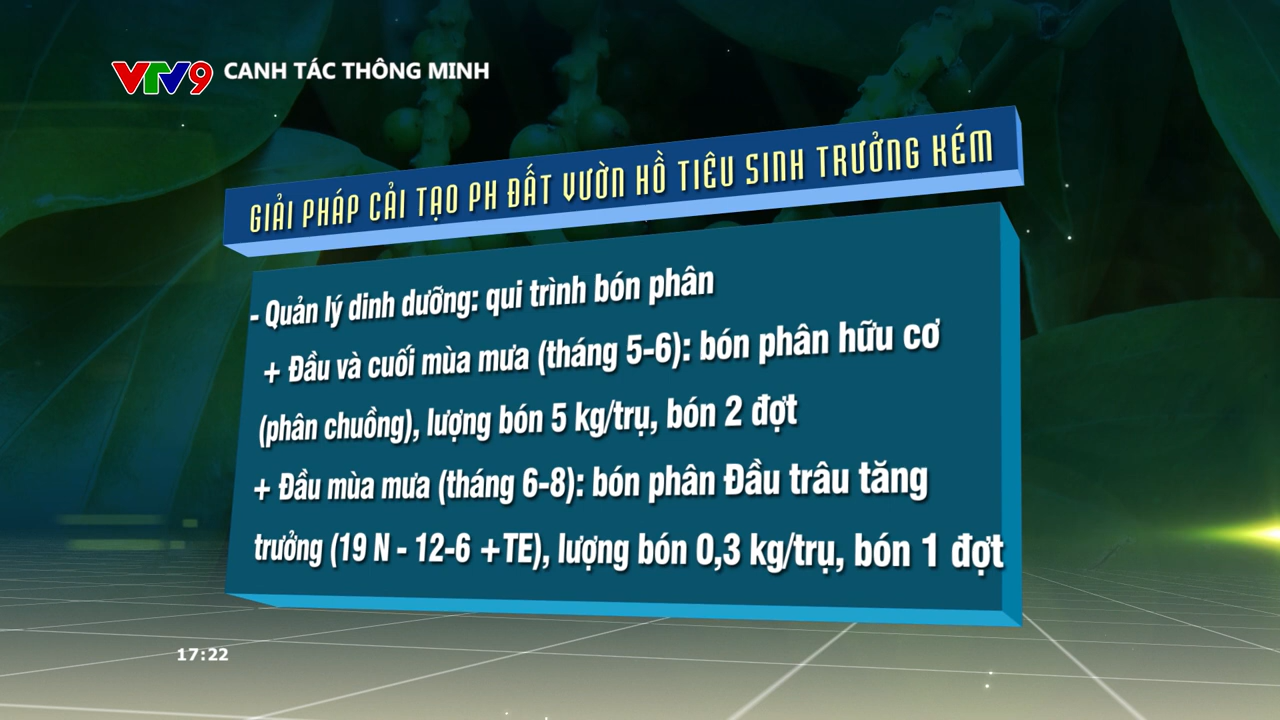 VTV9 CANH TÁC THÔNG MINH
GIẢI PHÁP CẢI TẠO PH ĐẤT VƯỜN HỒ TIÊU SINH TRƯỞNG KÉM
- Quản lý dinh dưỡng: qui trình bón phân
+ Đầu và cuối mùa mưa (tháng 5-6): bón phân hữu cơ
(phân chuồng), lượng bón 5 kg/trụ, bón 2 đợt
+ Đầu mùa mưa (tháng 6-8): bón phân Đầu trâu tăng
trưởng (19 N - 12-6 +TE), lượng bón 0,3 kg/trụ, bón 1 đợt
17:22